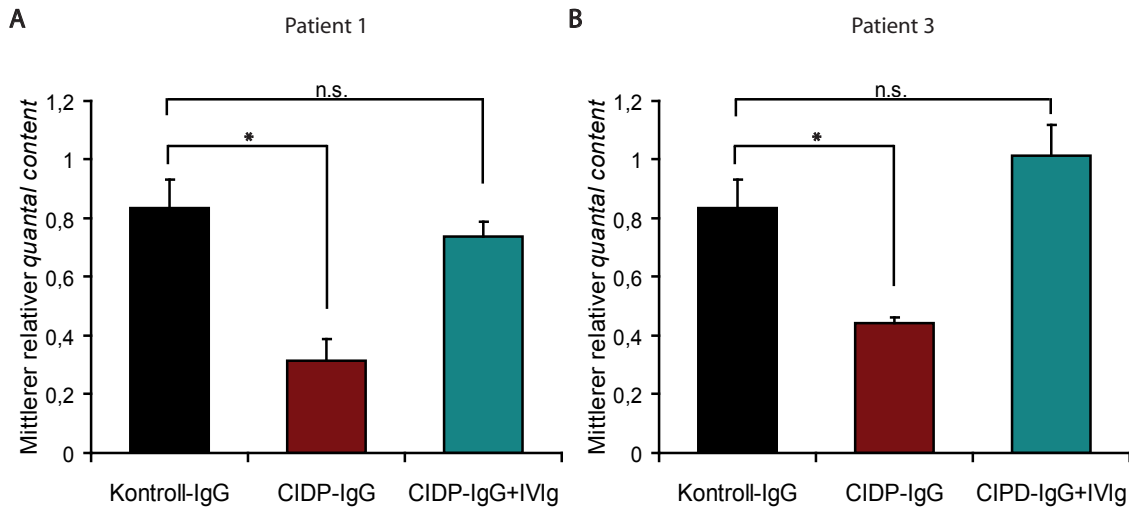 A
Patient 1
Mittlerer relativer quantal content
1,2
1
0,8
0,6
0,4
0,2
0
n.s.
*
Kontroll-IgG
CIDP-IgG
CIDP-IgG+IVIg
B
Patient 3
Mittlerer relativer quantal content
1,2
1
0,8
0,6
0,4
0,2
0
n.s.
*
Kontroll-IgG
CIDP-IgG
CIPD-IgG+IVIg